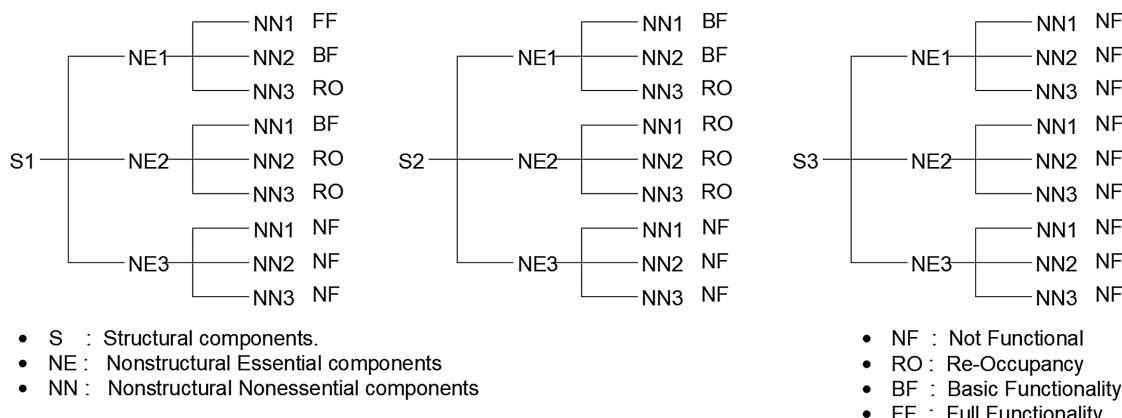 NN1 FF NN1 BF NN1 NF
NE1 NN2 BF NE1 NN2 BF NE1 NN2 NF
NN3 RO NN3 RO NN3 NF
NN1 BF NN1 RO NN1 NF
S1 NE2 NN2 RO S2 NE2 NN2 RO S3 NE2 NN2 NF
NN3 RO NN3 RO NN3 NF
NN1 NF NN1 NF NN1 NF
NE3 NN2 NF NE3 NN2 NF NE3 NN2 NF
NN3 NF NN3 NF NN3 NF
• S : Structural components.
• NE : Nonstructural Essential components
• NN : Nonstructural Nonessential components
• NF : Not Functional
• RO : Re-Occupancy
• BF : Basic Functionality
• FF : Full Functionality